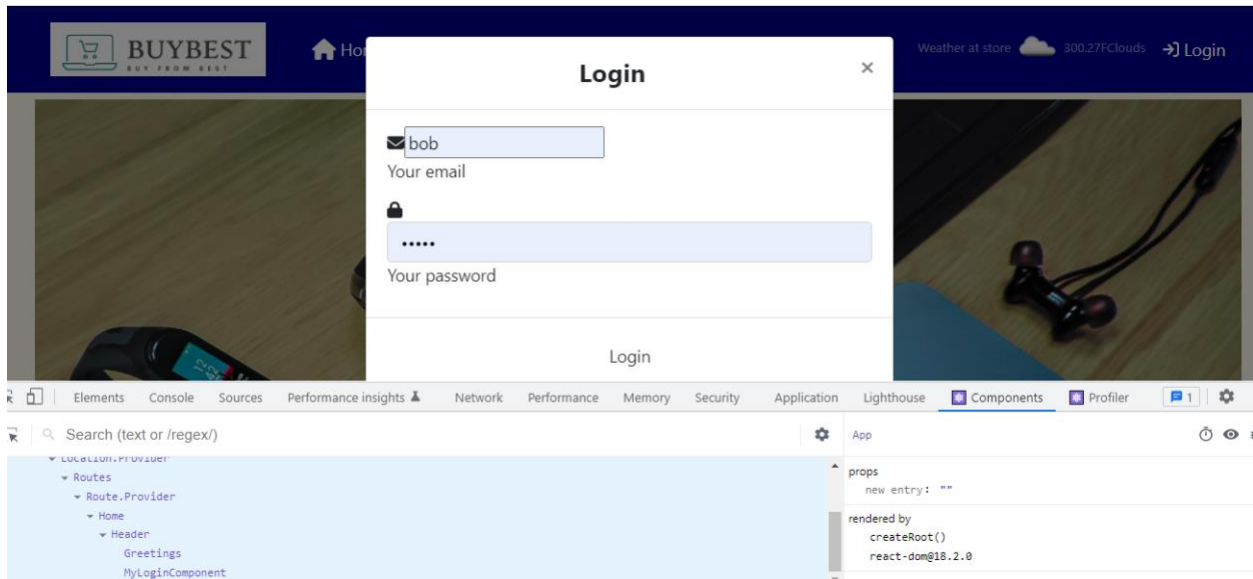 BUYBEST
BUY FROM BEST
Weather at store 300.27FClouds Login
Login ×
bob
Your email
•••••
Your password
Login
Elements Console Sources Performance insights Network Performance Memory Security Application Lighthouse Components Profiler 1
Search (text or /regex/) App
Location.Provider
Routes
Route.Provider
Home
Header
Greetings
MyLoginComponent
props
new entry: ""
rendered by
createRoot()
react-dom@18.2.0